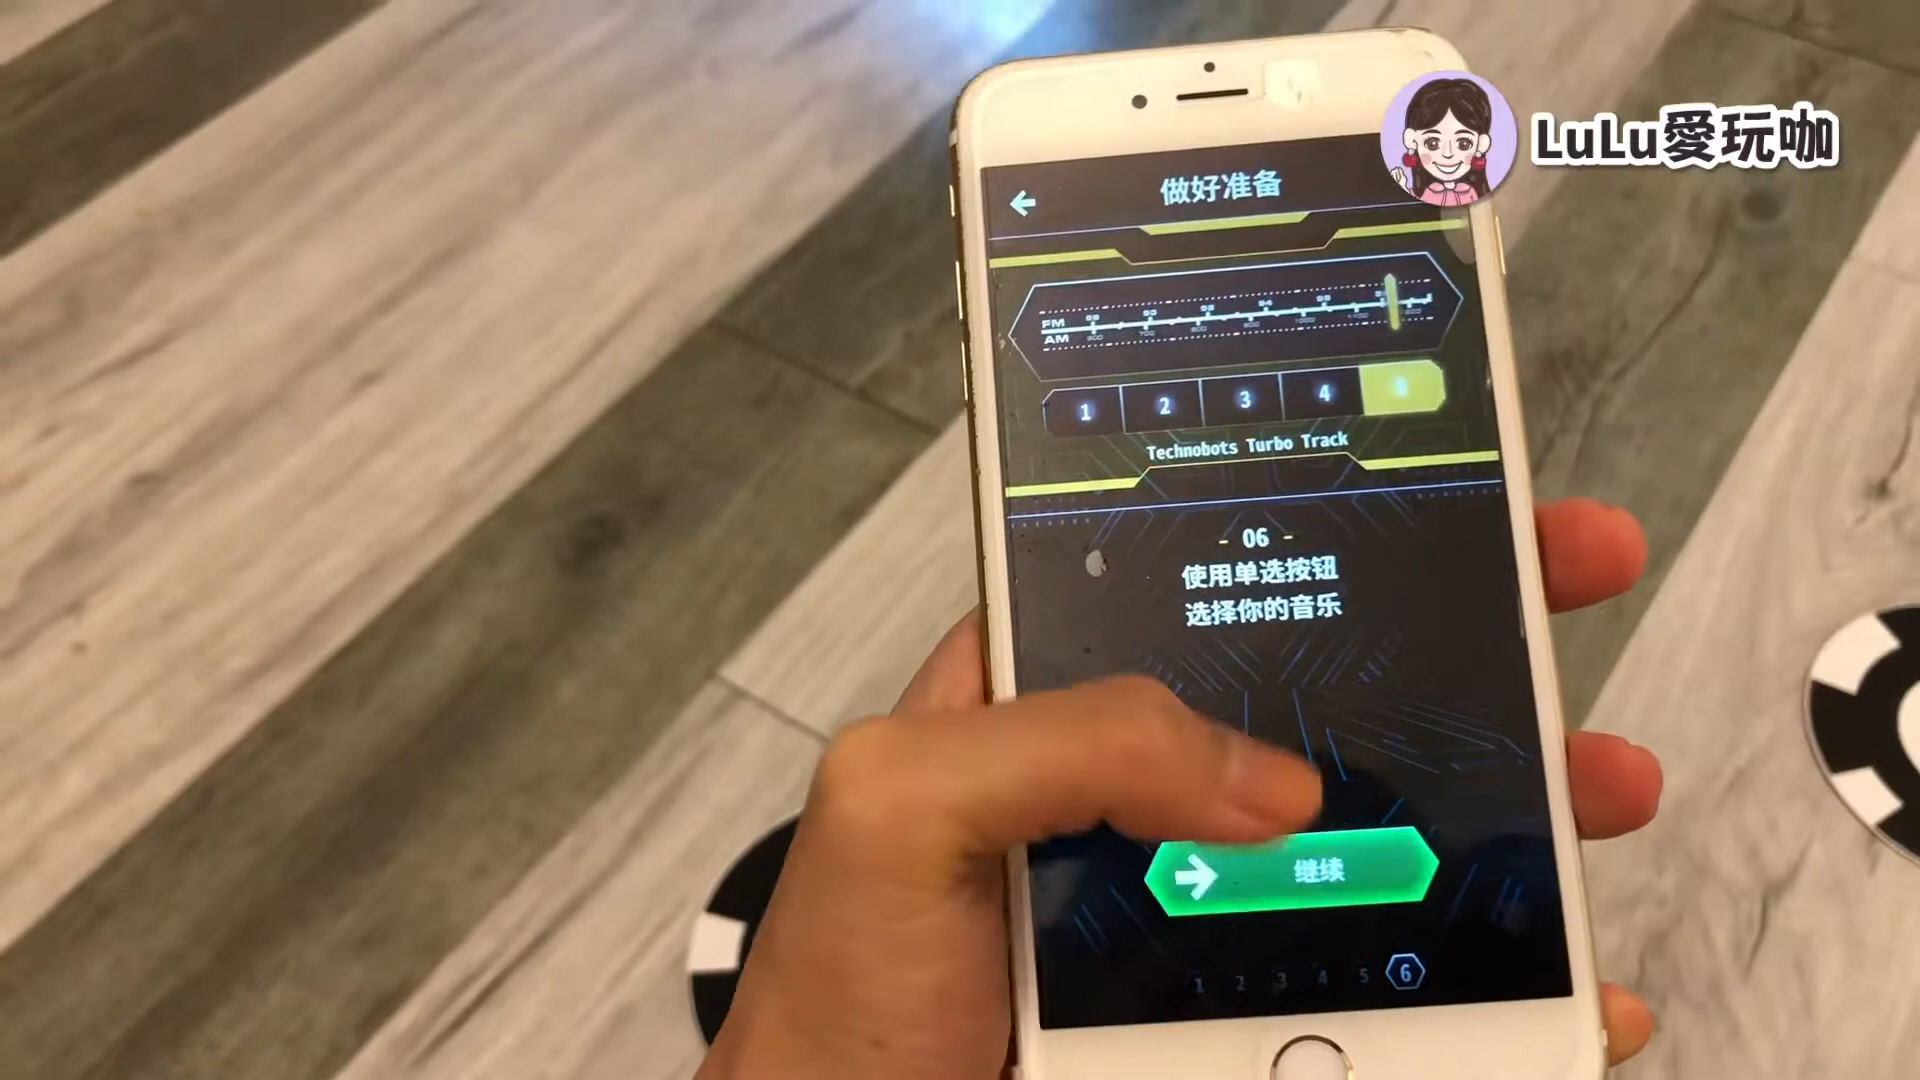 LuLu愛玩咖
做好准备
FM
AM
1 2 3 4 5
Technobots Turbo Track
- 06 -
使用单选按钮
选择你的音乐
继续
1 2 3 4 5 6